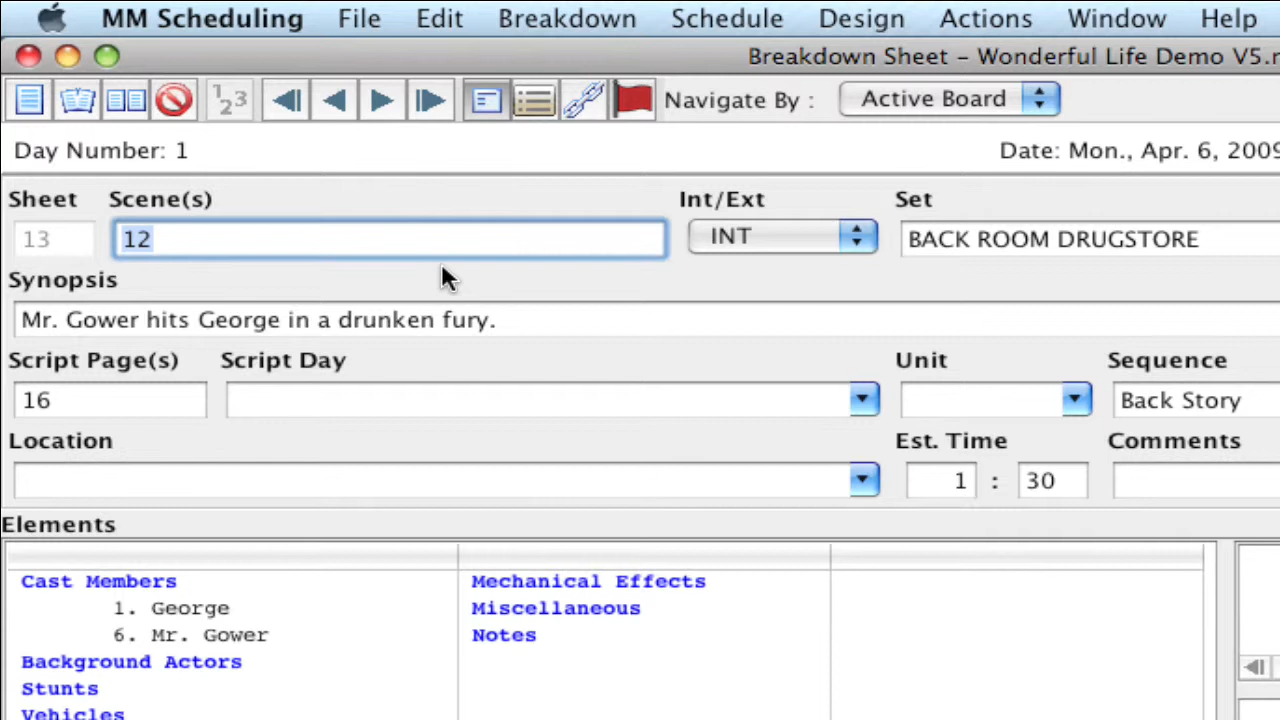 MM Scheduling File Edit Breakdown Schedule Design Actions Window Help
Breakdown Sheet – Wonderful Life Demo V5.
123 Navigate By : Active Board
Day Number: 1 Date: Mon., Apr. 6, 2009
Sheet Scene(s) Int/Ext Set
13 12 INT BACK ROOM DRUGSTORE
Synopsis
Mr. Gower hits George in a drunken fury.
Script Page(s) Script Day Unit Sequence
16 Back Story
Location Est. Time Comments
1 : 30
Elements
Cast Members Mechanical Effects
1. George Miscellaneous
6. Mr. Gower Notes
Background Actors
Stunts
Vehicles